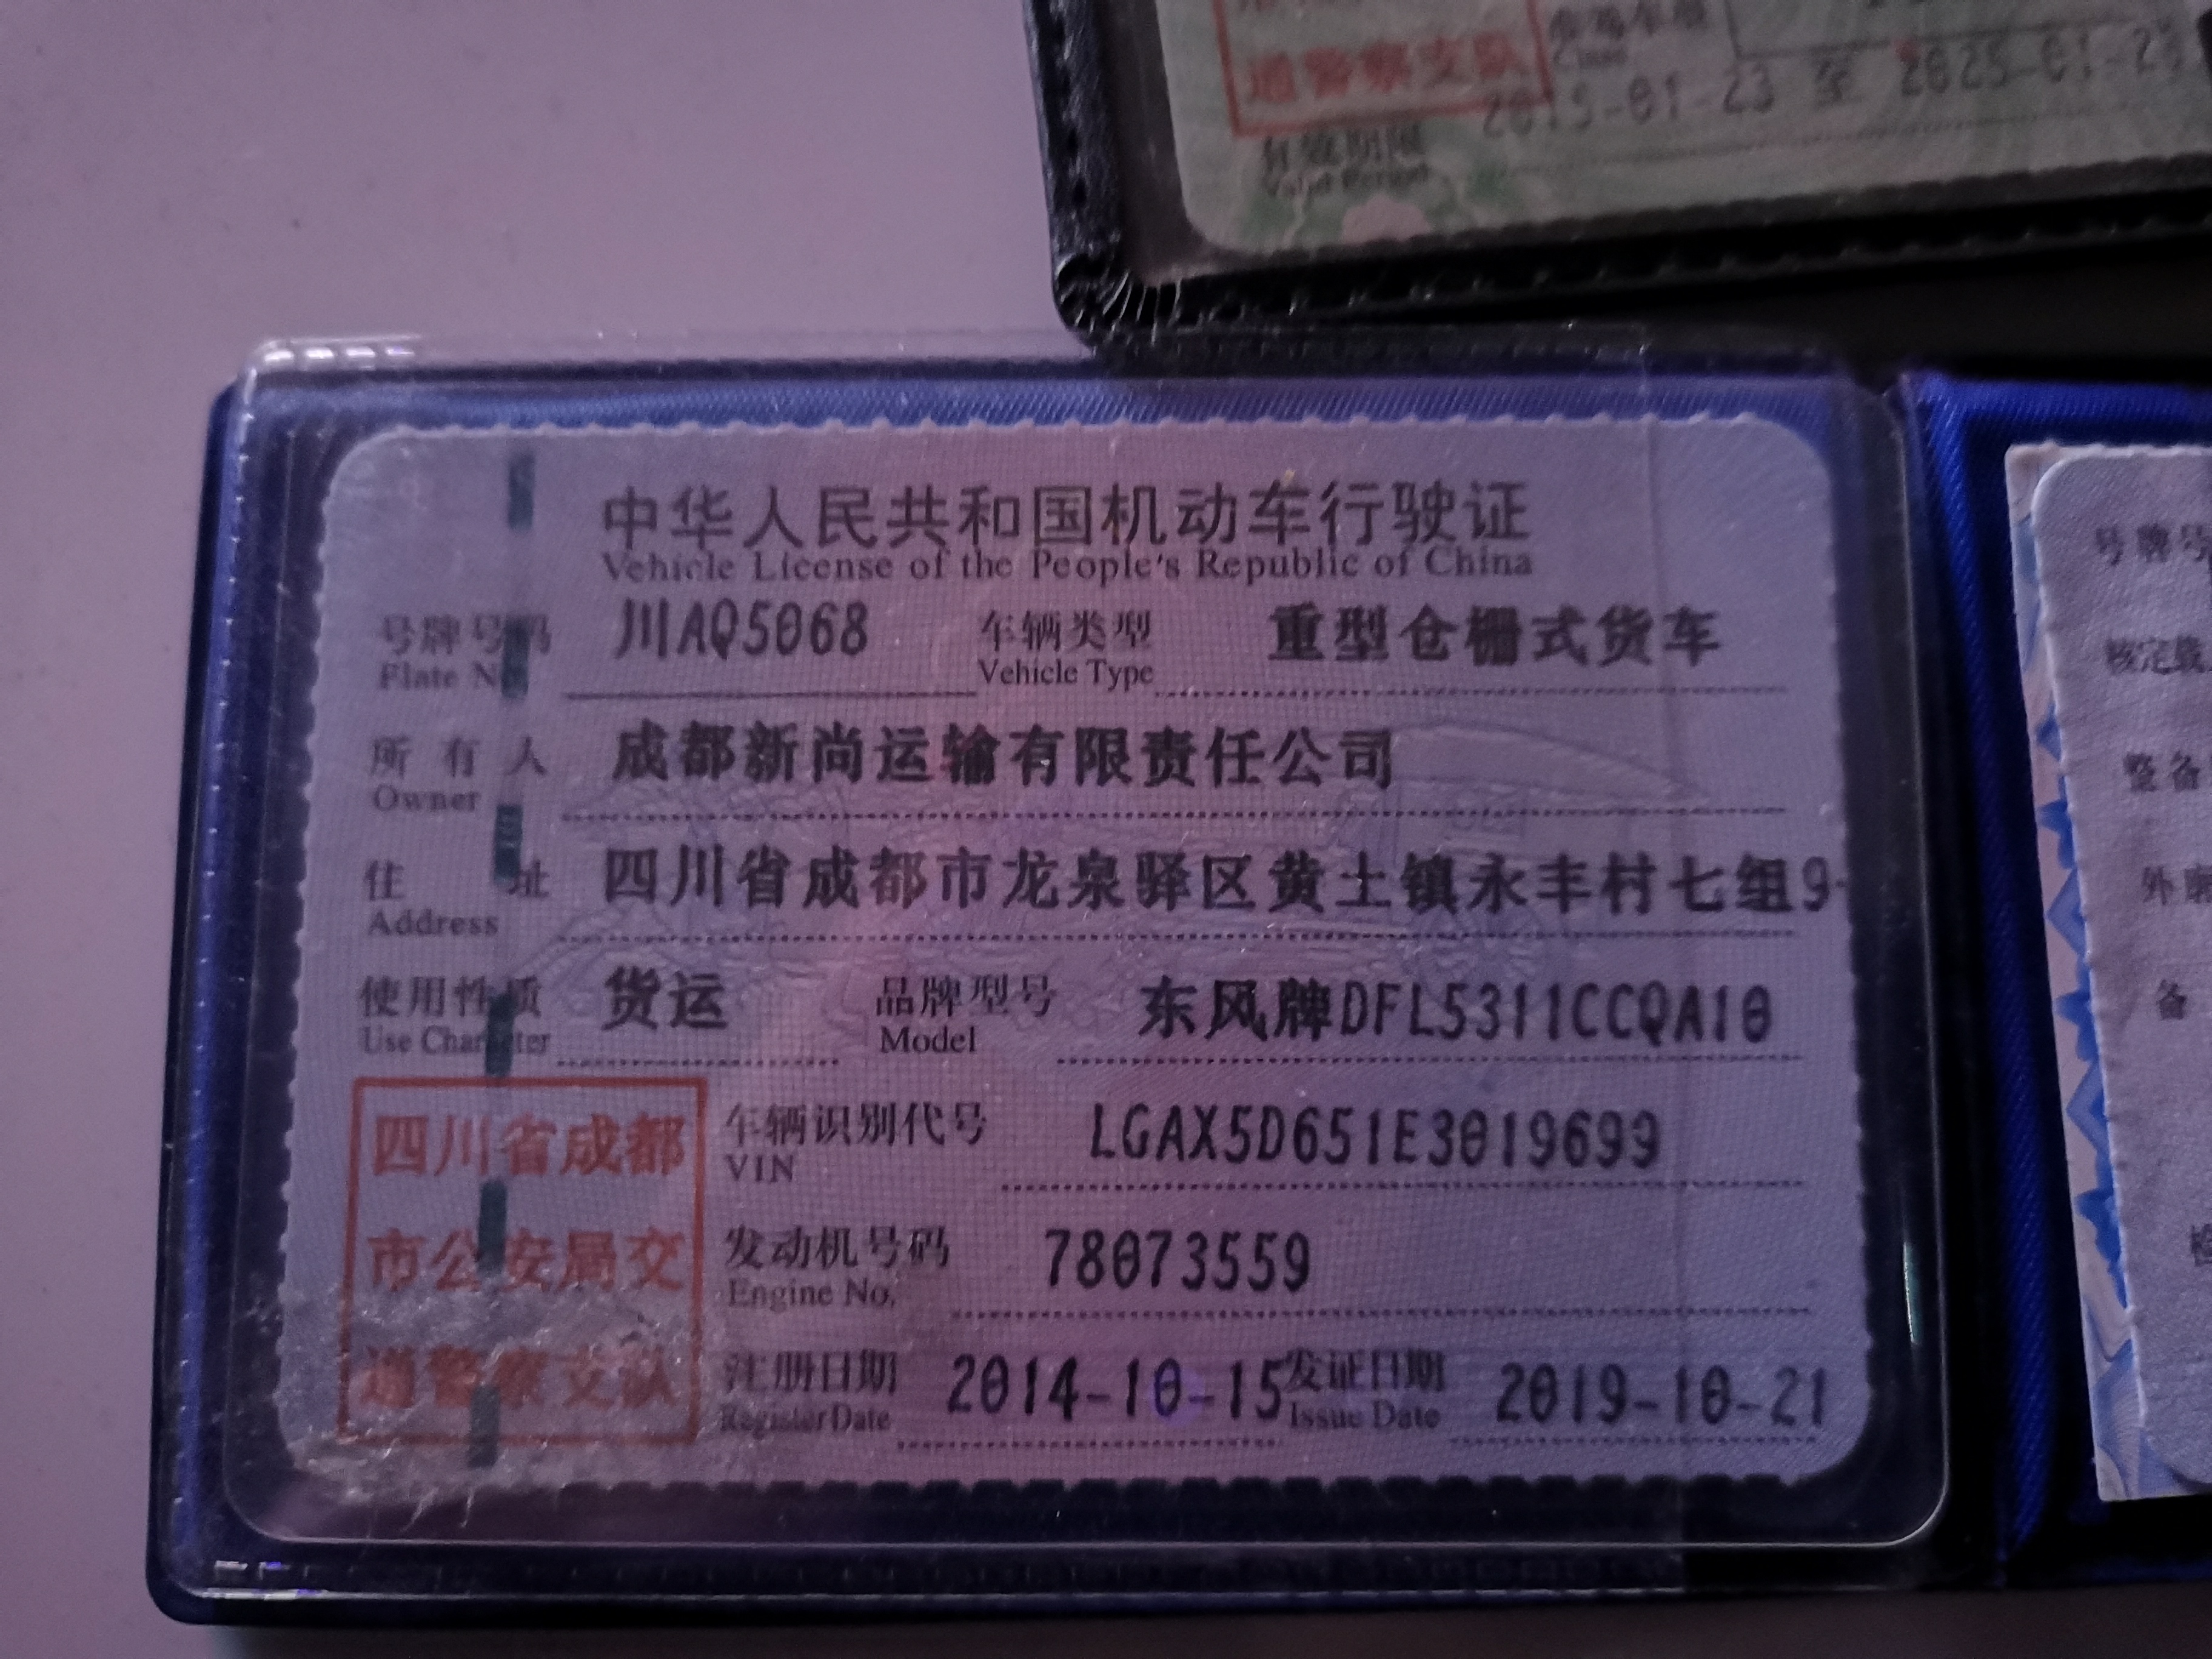 通警察支队
2015-01-23 至 2025-01-23
有效期限
Valid Period
中华人民共和国机动车行驶证
Vehicle License of the People's Republic of China
号牌号码 川AQ5068 车辆类型 重型仓栅式货车
Plate No. Vehicle Type
所有人 成都新尚运输有限责任公司
Owner
住址 四川省成都市龙泉驿区黄土镇永丰村七组9-
Address
使用性质 货运 品牌型号 东风牌DFL5311CCQA10
Use Character Model
四川省成都
市公安局交
通警察支队
车辆识别代号 LGAX5D651E3019699
VIN
发动机号码 78073559
Engine No.
注册日期 2014-10-15 发证日期 2019-10-21
Register Date Issue Date
号牌号
核定载
整备
外廓
备
检